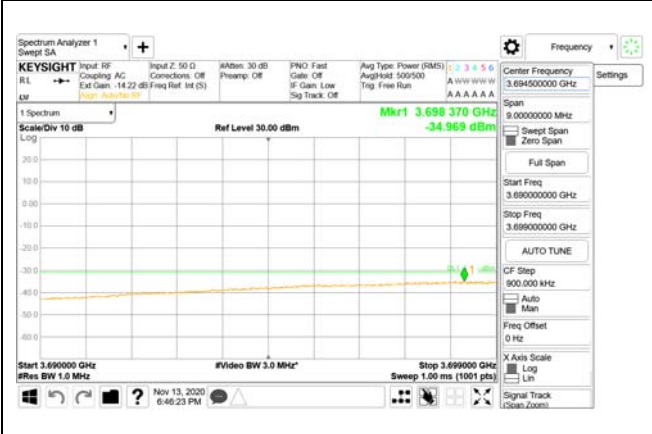 Spectrum Analyzer 1
Swept SA
Frequency
KEYSIGHT
RL
Input: RF
Coupling: AC
Ext Gain: -14.22 dB
Align: Auto/No RF
Input Z: 50 Ω
Corrections: Off
Freq Ref: Int (S)
#Atten: 30 dB
Preamp: Off
PNO: Fast
Gate: Off
IF Gain: Low
Sig Track: Off
Avg Type: Power (RMS)
Avg|Hold: 500/500
Trig: Free Run
1 2 3 4 5 6
A W W W W W
A A A A A A
1 Spectrum
Scale/Div 10 dB
Ref Level 30.00 dBm
Mkr1 3.698 370 GHz
-34.969 dBm
Log
20.0
10.0
0.00
-10.0
-20.0
-30.0
-40.0
-50.0
-60.0
1
Start 3.690000 GHz
#Video BW 3.0 MHz*
Stop 3.699000 GHz
#Res BW 1.0 MHz
Sweep 1.00 ms (1001 pts)
Nov 13, 2020
6:46:23 PM
Center Frequency
3.694500000 GHz
Settings
Span
9.00000000 MHz
Swept Span
Zero Span
Full Span
Start Freq
3.690000000 GHz
Stop Freq
3.699000000 GHz
AUTO TUNE
CF Step
900.000 kHz
Auto
Man
Freq Offset
0 Hz
X Axis Scale
Log
Lin
Signal Track
(Span Zoom)